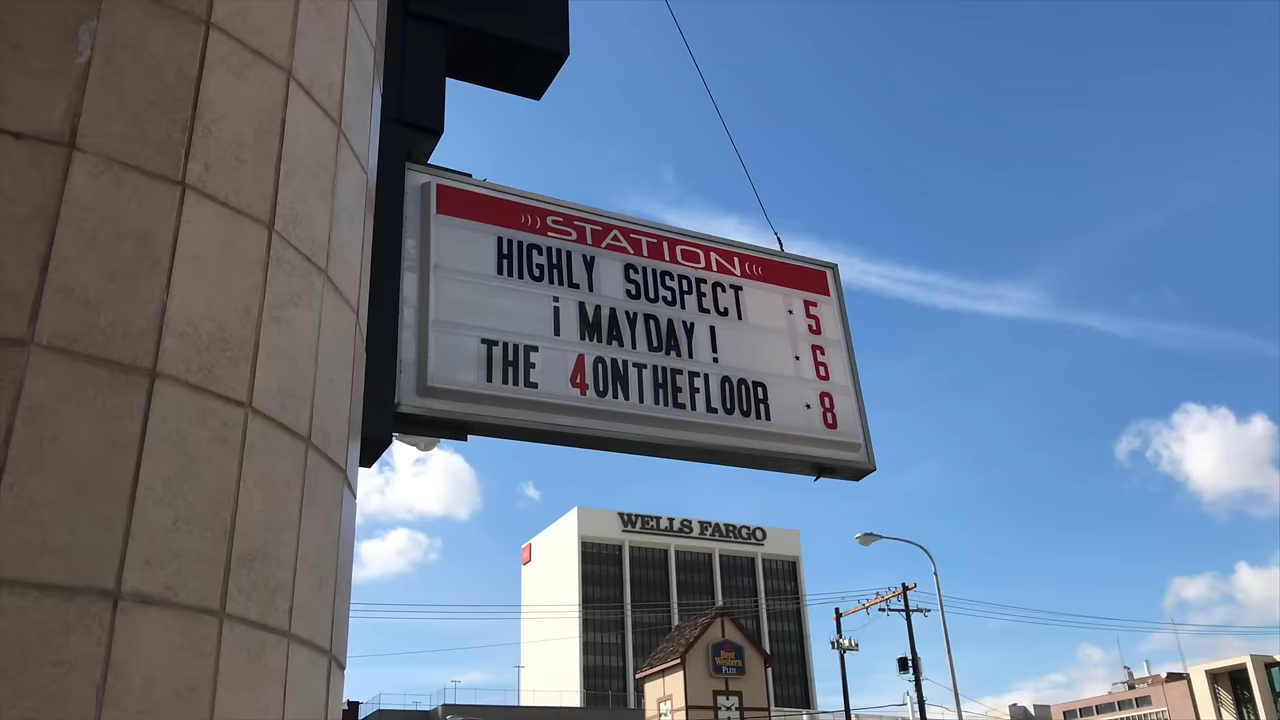 ))) STATION (((
HIGHLY SUSPECT * 5
¡ MAYDAY ! * 6
THE 4ONTHEFLOOR * 8
WELLS FARGO
Best
Western
PLUS